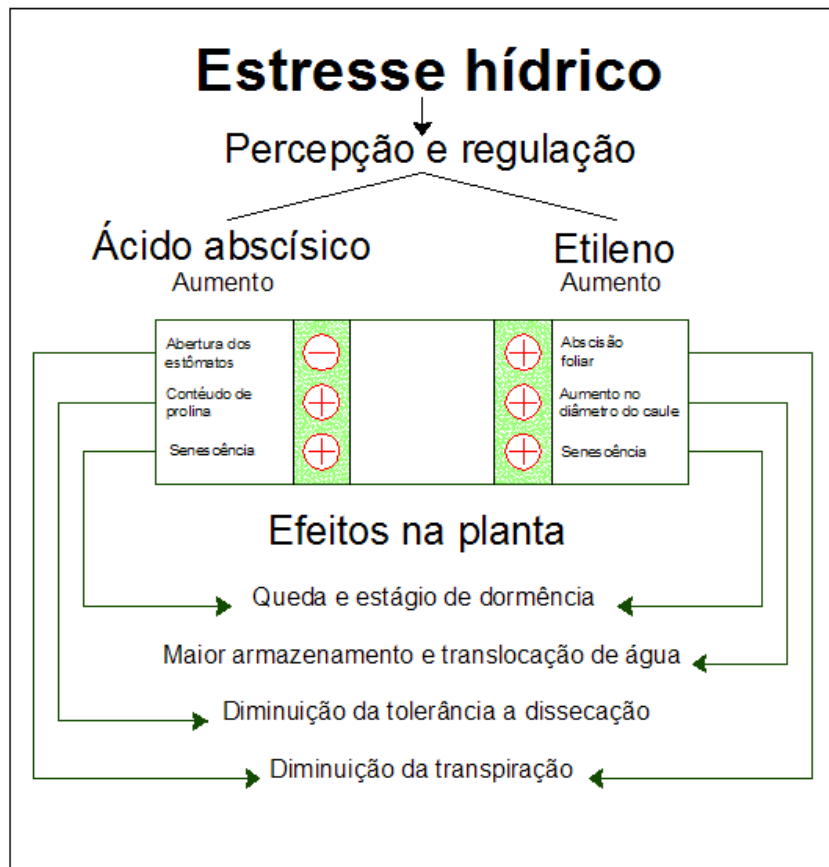 Estresse hídrico
Percepção e regulação
Ácido abscísico
Aumento
Etileno
Aumento
Abertura dos
estômatos
Contéudo de
prolina
Senescência
Abscisão
foliar
Aumento no
diâmetro do caule
Senescência
Efeitos na planta
Queda e estágio de dormência
Maior armazenamento e translocação de água
Diminuição da tolerância a dissecação
Diminuição da transpiração